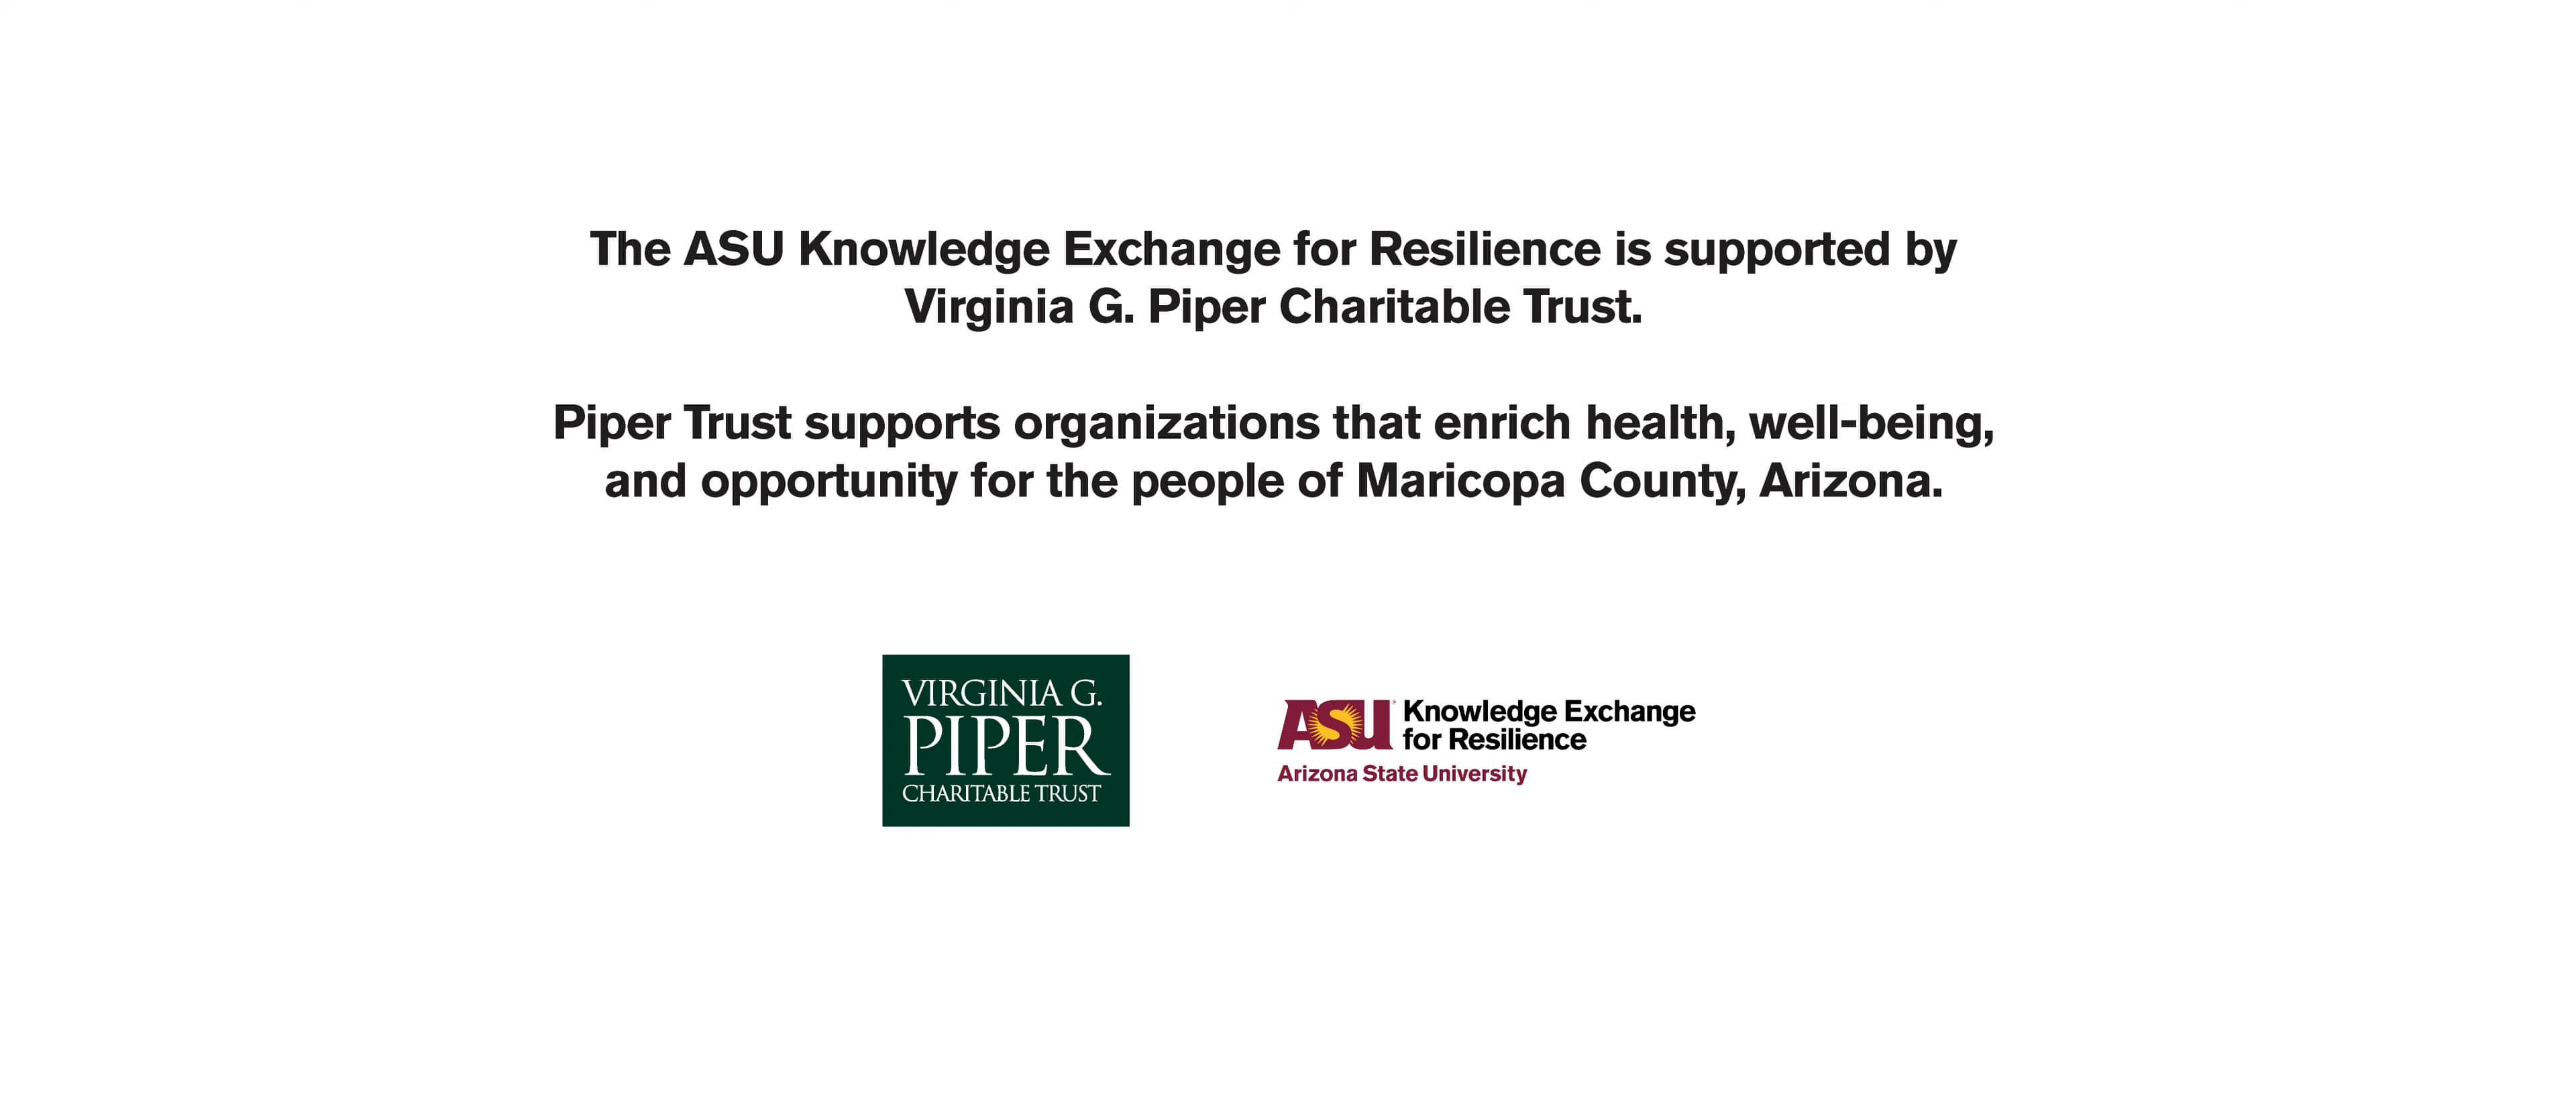 The ASU Knowledge Exchange for Resilience is supported by
Virginia G. Piper Charitable Trust.
Piper Trust supports organizations that enrich health, well-being,
and opportunity for the people of Maricopa County, Arizona.
VIRGINIA G.
PIPER
CHARITABLE TRUST
ASU Knowledge Exchange
for Resilience
Arizona State University